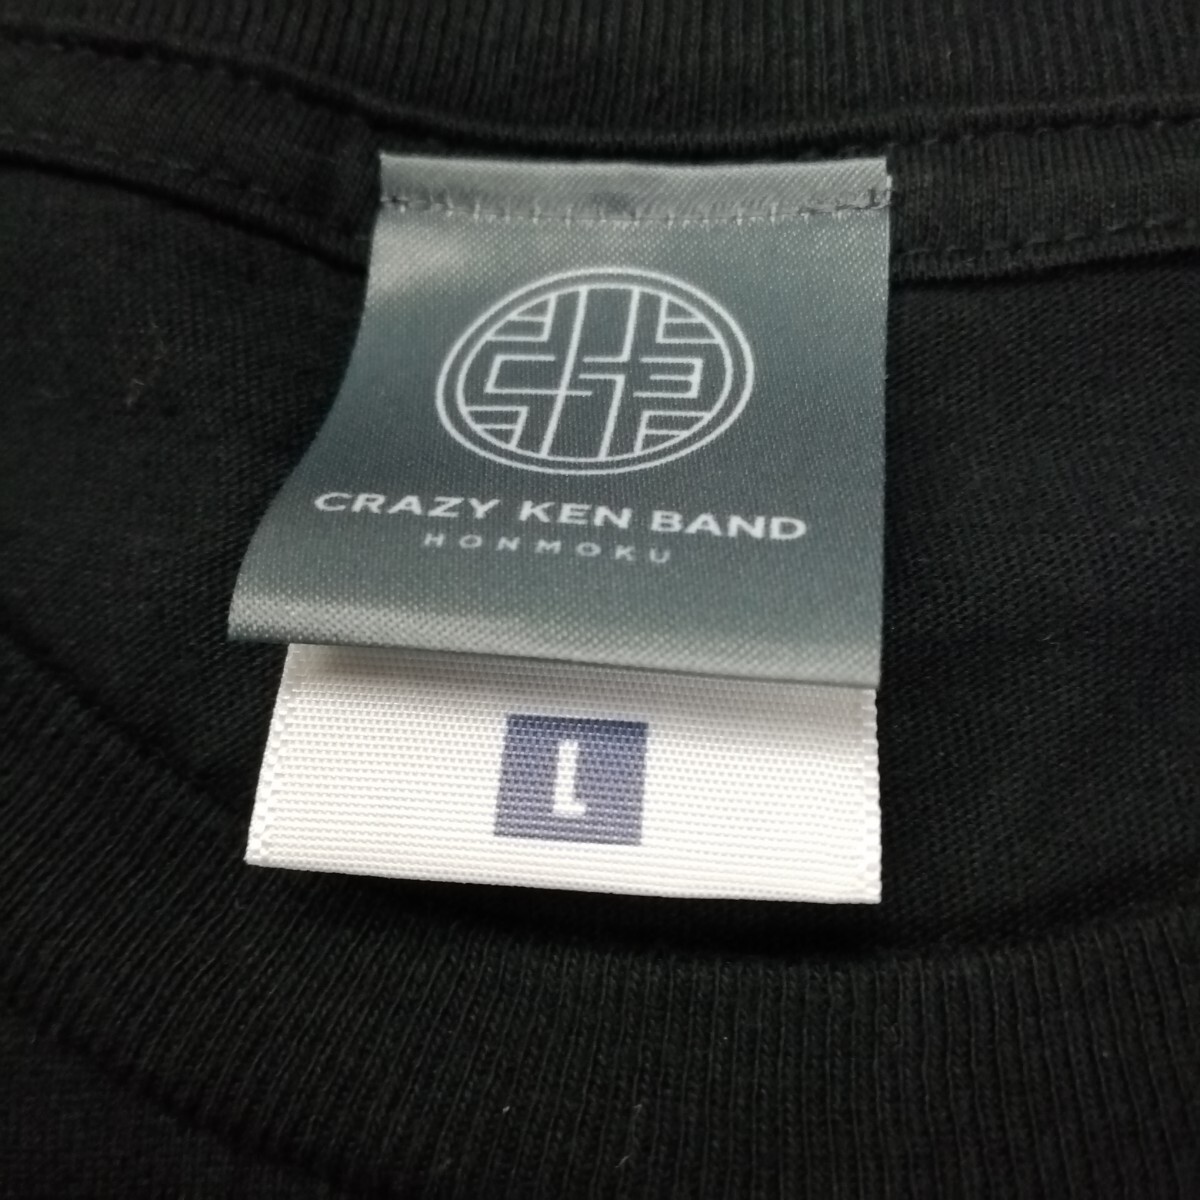 CRAZY KEN BAND
HONMOKU
L